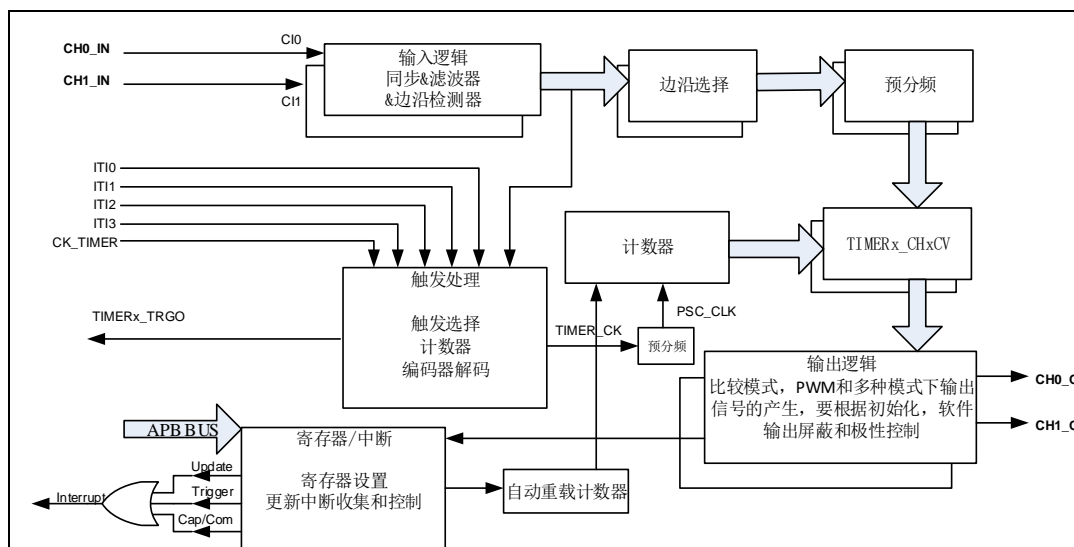 CH0_IN
CI0
CH1_IN
CI1
输入逻辑
同步&滤波器
&边沿检测器
边沿选择
预分频
ITI0
ITI1
ITI2
ITI3
CK_TIMER
计数器
TIMERx_CHxCV
触发处理
触发选择
计数器
编码器解码
TIMERx_TRGO
TIMER_CK
PSC_CLK
预分频
输出逻辑
比较模式，PWM和多种模式下输出
信号的产生，要根据初始化，软件
输出屏蔽和极性控制
CH0_O
CH1_O
APB BUS
寄存器/中断
寄存器设置
更新中断收集和控制
自动重载计数器
Update
Trigger
Cap/Com
Interrupt